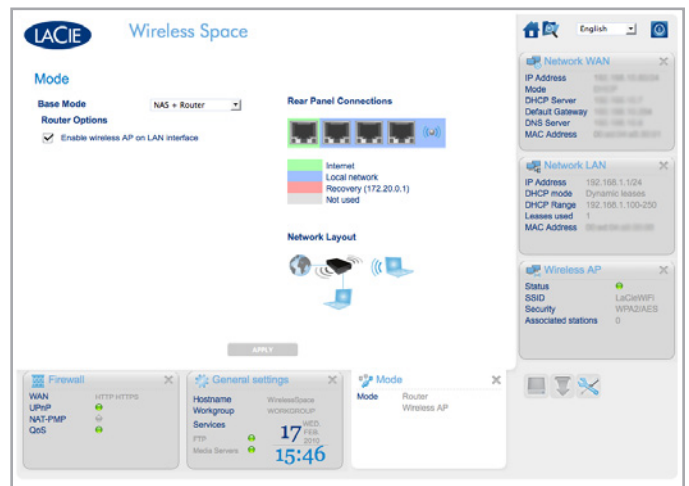 LACIE
Wireless Space
English
Mode
Base Mode
NAS + Router
Router Options
Enable wireless AP on LAN interface
Rear Panel Connections
Internet
Local network
Recovery (172.20.0.1)
Not used
Network Layout
APPLY
Network WAN
IP Address
Mode
DHCP
DHCP Server
Default Gateway
DNS Server
MAC Address
Network LAN
IP Address 192.168.1.1/24
DHCP mode Dynamic leases
DHCP Range 192.168.1.100-250
Leases used 1
MAC Address
Wireless AP
Status
SSID LaCieWIFI
Security WPA2/AES
Associated stations 0
Firewall
WAN HTTP HTTPS
UPnP
NAT-PMP
QoS
General settings
Hostname WirelessSpace
Workgroup WORKGROUP
Services
FTP
Media Servers
17 WED. FEB. 2010
15:46
Mode
Mode Router
Wireless AP